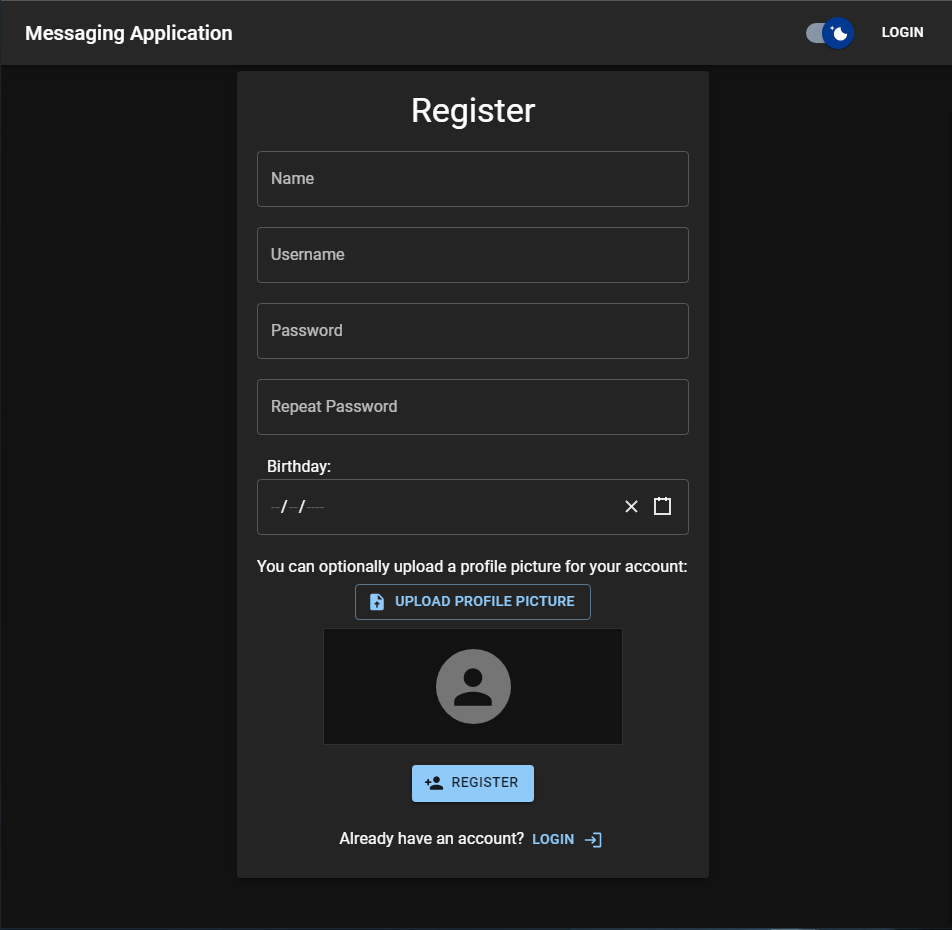 Messaging Application
LOGIN
Register
Name
Username
Password
Repeat Password
Birthday:
--/--/----
You can optionally upload a profile picture for your account:
UPLOAD PROFILE PICTURE
REGISTER
Already have an account? LOGIN